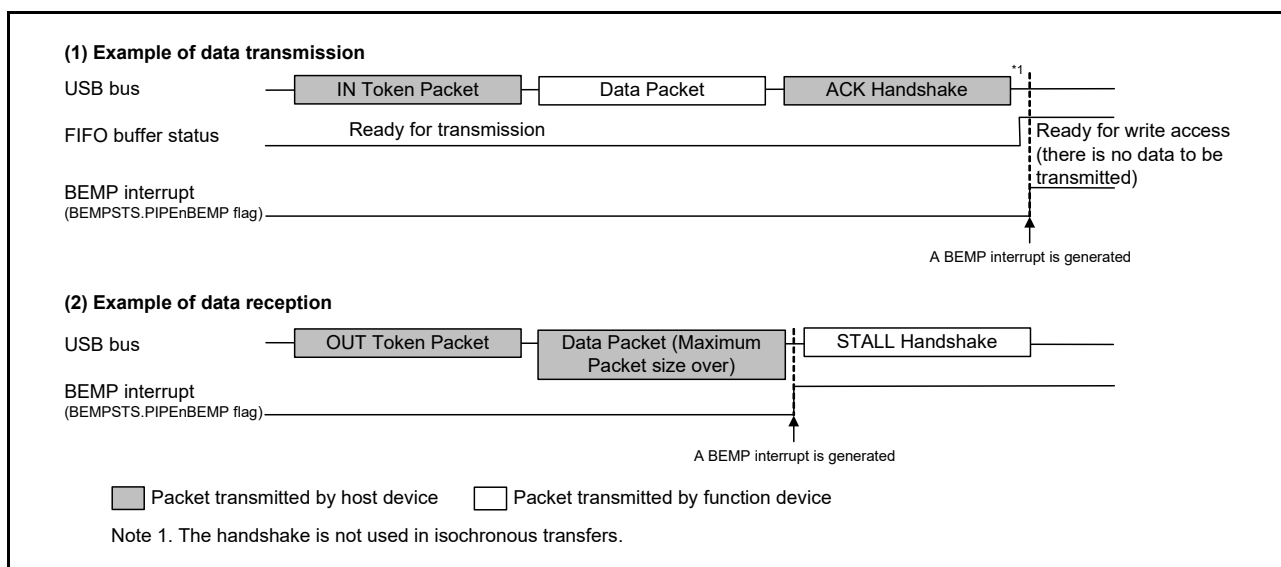 (1) Example of data transmission
USB bus
IN Token Packet
Data Packet
ACK Handshake
*1
FIFO buffer status
Ready for transmission
Ready for write access
(there is no data to be
transmitted)
BEMP interrupt
(BEMPSTS.PIPEnBEMP flag)
A BEMP interrupt is generated
(2) Example of data reception
USB bus
OUT Token Packet
Data Packet (Maximum
Packet size over)
STALL Handshake
BEMP interrupt
(BEMPSTS.PIPEnBEMP flag)
A BEMP interrupt is generated
Packet transmitted by host device
Packet transmitted by function device
Note 1. The handshake is not used in isochronous transfers.